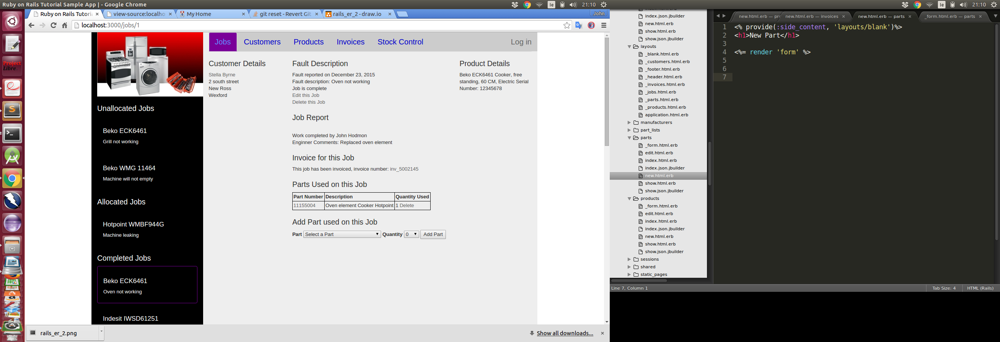 Ruby on Rails Tutorial Sample App | - Google Chrome
Ie
21:10
Ie
21:10
Ruby on Rails Tutoria
view-source:localho
My Home
git reset - Revert Git
rails_er_2 - draw.io
John
localhost:3000/jobs/1
Project
Libre
Jobs
Customers
Products
Invoices
Stock Control
Log in
Unallocated Jobs
Beko ECK6461
Grill not working
Beko WMG 11464
Machine will not empty
Allocated Jobs
Hotpoint WMBF944G
Machine leaking
Completed Jobs
Beko ECK6461
Oven not working
Indesit IWSD61251
Customer Details
Stella Byrne
2 south street
New Ross
Wexford
Fault Description
Fault reported on December 23, 2015
Fault description: Oven not working
Job is complete
Edit this Job
Delete this Job
Job Report
Work completed by John Hodmon
Enginner Comments: Replaced oven element
Invoice for this Job
This job has been invoiced, invoice number: inv_5002145
Parts Used on this Job
Part Number Description Quantity Used
11155004 Oven element Cooker Hotpoint 1 Delete
Add Part used on this Job
Part Select a Part Quantity 0 Add Part
Product Details
Beko ECK6461 Cooker, free
standing, 60 CM, Electric Serial
Number: 12345678
rails_er_2.png
Show all downloads...
index.html.erb
index.json.jbuilder
new.html.erb
show.html.erb
show.json.jbuilder
layouts
_blank.html.erb
_customers.html.erb
_footer.html.erb
_header.html.erb
_invoices.html.erb
_jobs.html.erb
_parts.html.erb
_products.html.erb
application.html.erb
manufacturers
part_lists
parts
_form.html.erb
edit.html.erb
index.html.erb
index.json.jbuilder
new.html.erb
show.html.erb
show.json.jbuilder
products
_form.html.erb
edit.html.erb
index.html.erb
index.json.jbuilder
new.html.erb
show.html.erb
show.json.jbuilder
sessions
shared
static_pages
new.html.erb — pro
new.html.erb — invoices
new.html.erb — parts
_form.html.erb — parts
1 <% provide(:side_content, 'layouts/blank')%>
2 <h1>New Part</h1>
3
4 <%= render 'form' %>
5
6
7
Line 7, Column 1
Tab Size: 4
HTML (Rails)